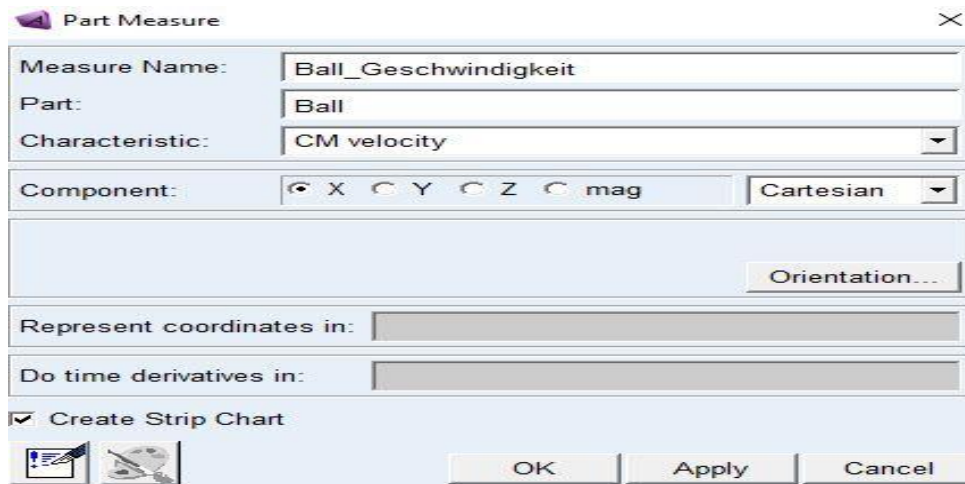 Part Measure
Measure Name: Ball_Geschwindigkeit
Part: Ball
Characteristic: CM velocity
Component: X Y Z mag Cartesian
Orientation...
Represent coordinates in:
Do time derivatives in:
Create Strip Chart
OK Apply Cancel